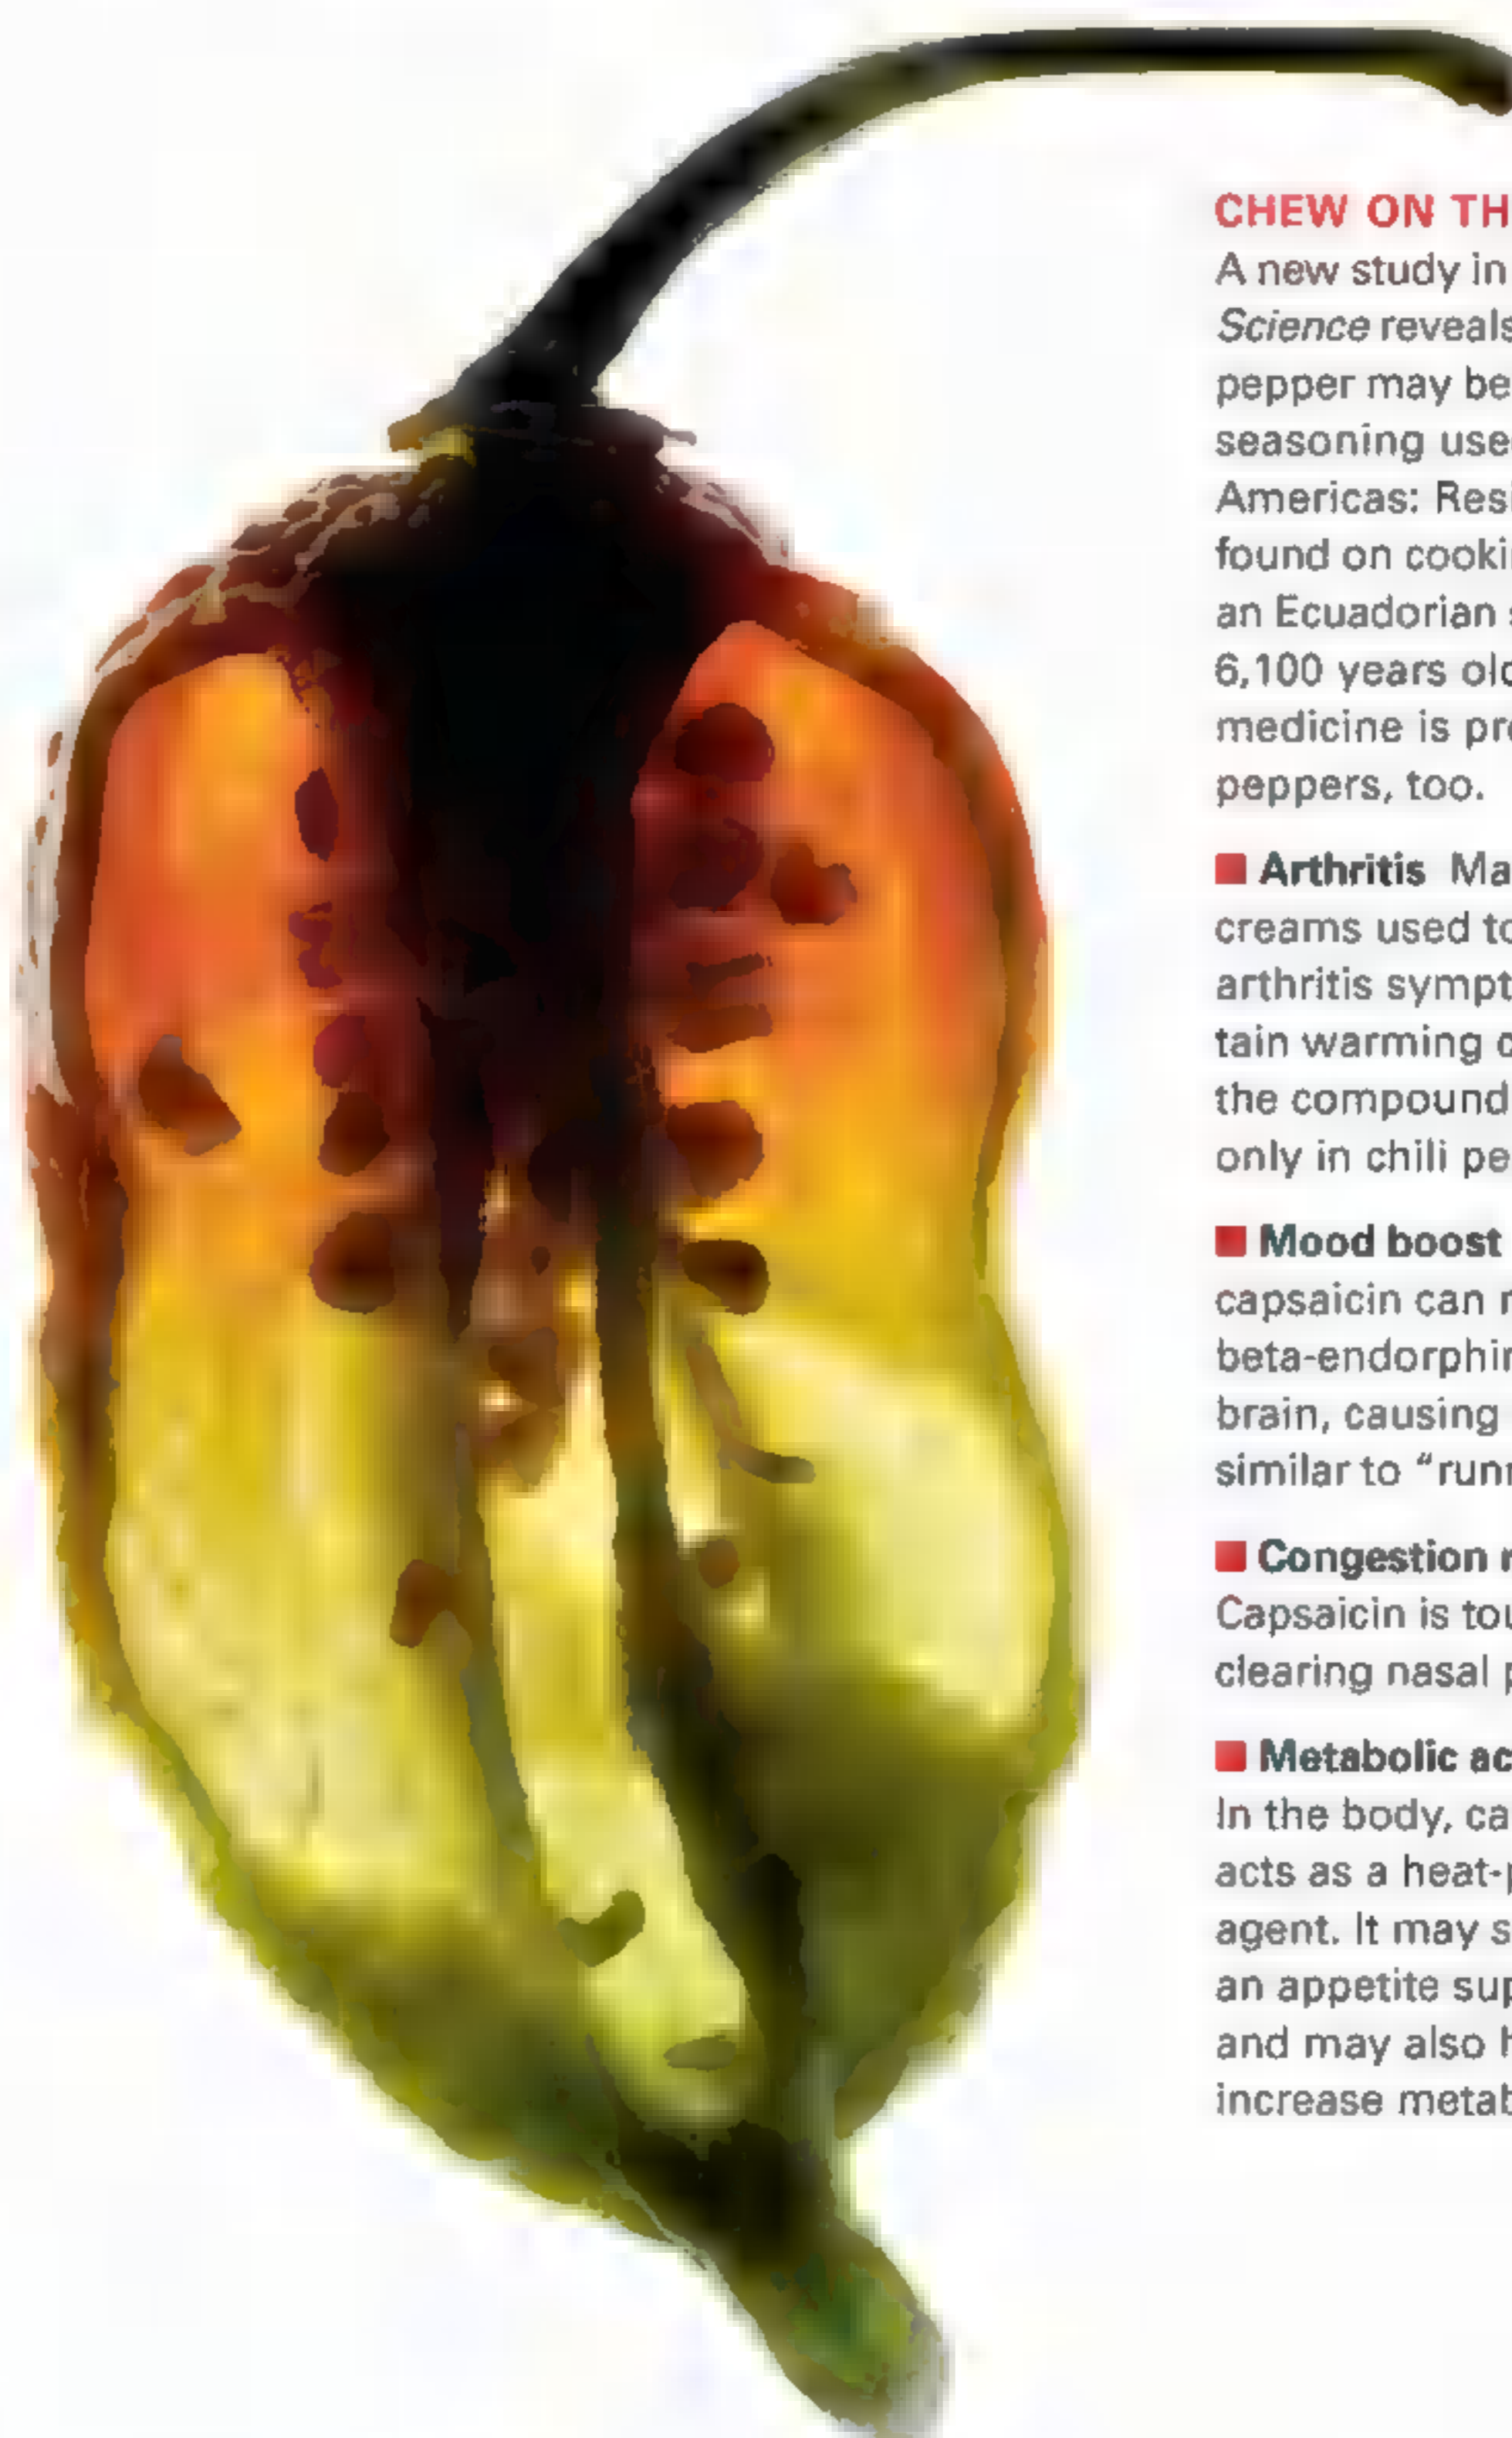 CHEW ON TH
A new study in
Science reveals
pepper may be
seasoning use
Americas: Resi
found on cooki
an Ecuadorian s
6,100 years old
medicine is pro
peppers, too.
■ Arthritis Ma
creams used to
arthritis sympt
tain warming c
the compound
only in chili pe
■ Mood boost
capsaicin can r
beta-endorphin
brain, causing
similar to “runn
■ Congestion r
Capsaicin is tou
clearing nasal p
■ Metabolic ac
In the body, ca
acts as a heat-p
agent. It may s
an appetite sup
and may also h
increase metab